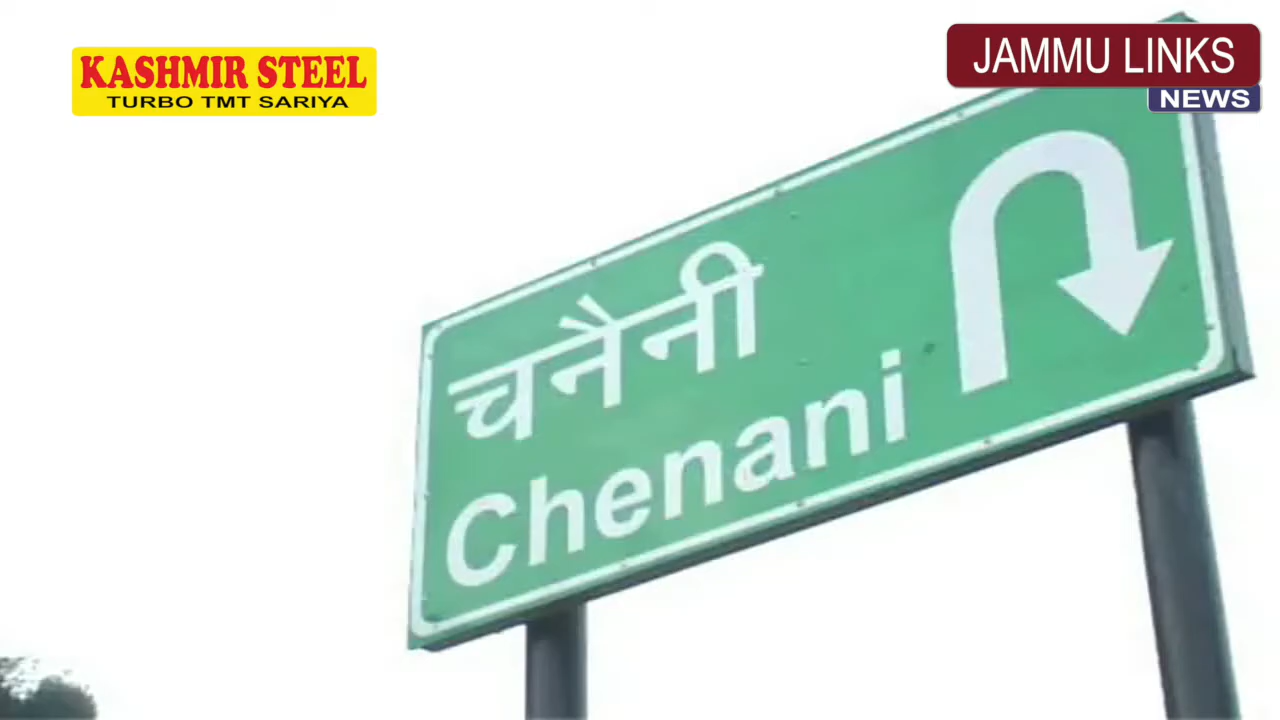 KASHMIR STEEL
TURBO TMT SARIYA
JAMMU LINKS
NEWS
चनैनी
Chenani